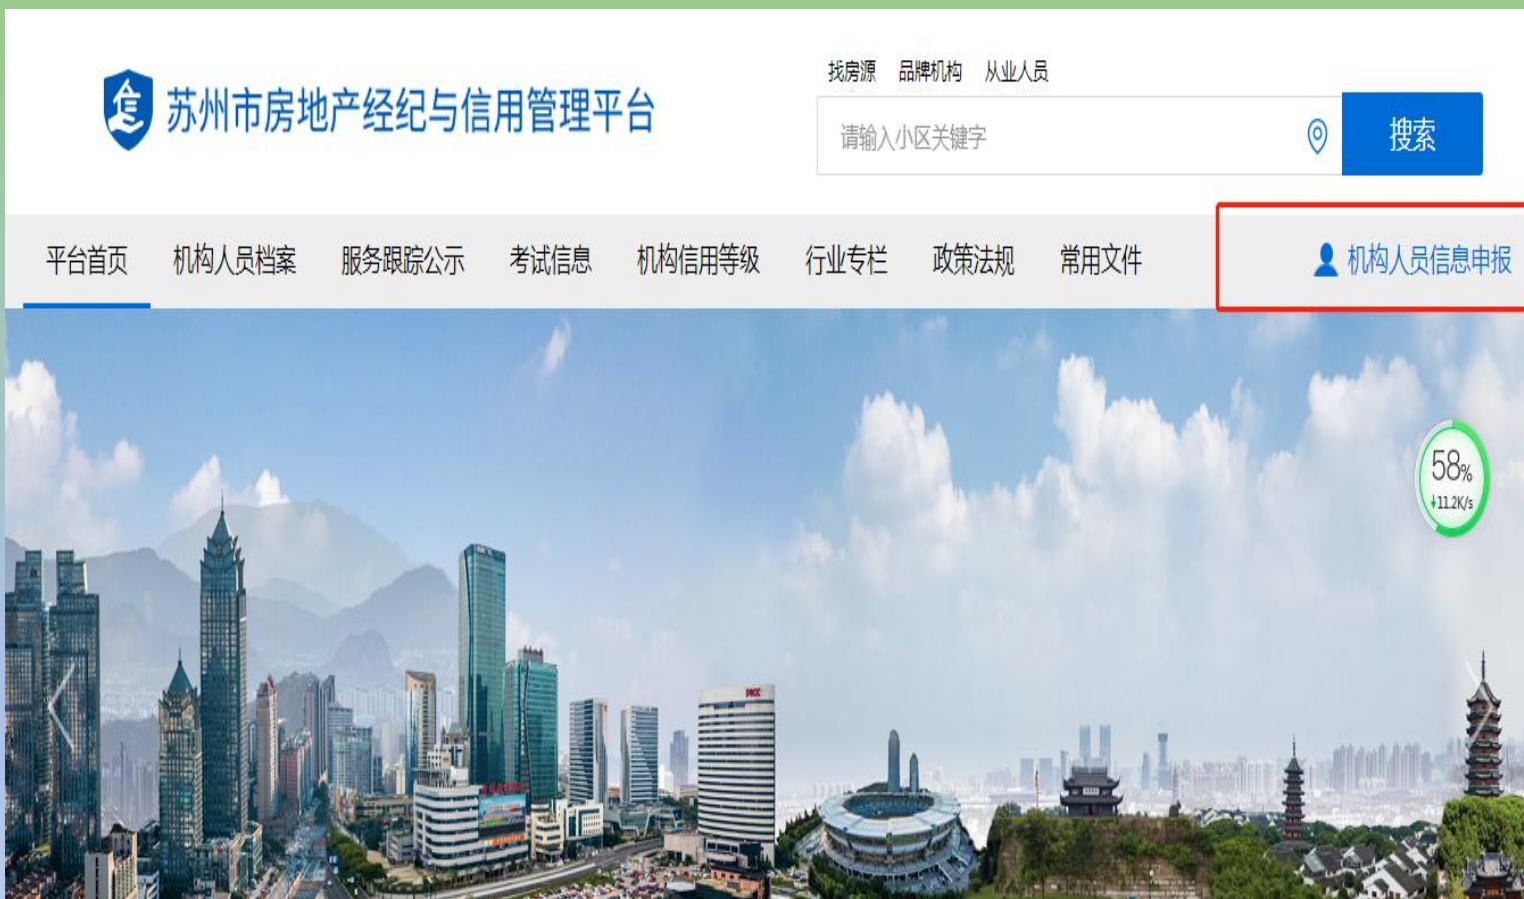 找房源 品牌机构 从业人员
苏州市房地产经纪与信用管理平台
请输入小区关键字
搜索
平台首页 机构人员档案 服务跟踪公示 考试信息 机构信用等级 行业专栏 政策法规 常用文件 机构人员信息申报
58%
↓11.2K/s